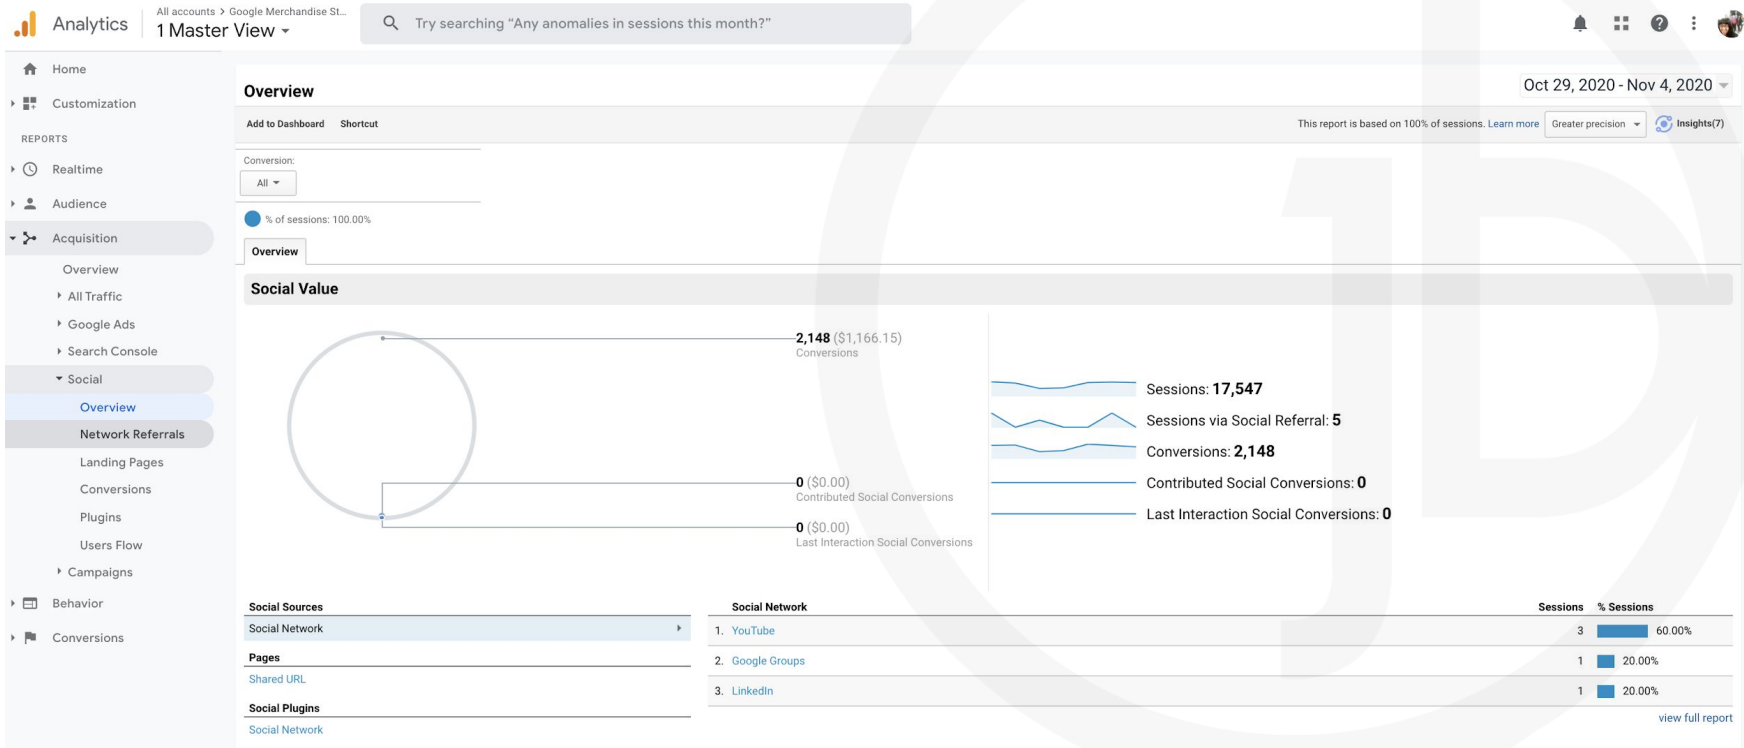 Analytics
All accounts > Google Merchandise St...
1 Master View
Try searching “Any anomalies in sessions this month?”
Home
Customization
REPORTS
Realtime
Audience
Acquisition
Overview
All Traffic
Google Ads
Search Console
Social
Overview
Network Referrals
Landing Pages
Conversions
Plugins
Users Flow
Campaigns
Behavior
Conversions
Overview
Oct 29, 2020 - Nov 4, 2020
Add to Dashboard Shortcut
This report is based on 100% of sessions. Learn more Greater precision Insights(7)
Conversion:
All
% of sessions: 100.00%
Overview
Social Value
2,148 ($1,166.15)
Conversions
0 ($0.00)
Contributed Social Conversions
0 ($0.00)
Last Interaction Social Conversions
Sessions: 17,547
Sessions via Social Referral: 5
Conversions: 2,148
Contributed Social Conversions: 0
Last Interaction Social Conversions: 0
Social Sources
Social Network
Pages
Shared URL
Social Plugins
Social Network
Social Network Sessions % Sessions
1. YouTube 3 60.00%
2. Google Groups 1 20.00%
3. LinkedIn 1 20.00%
view full report